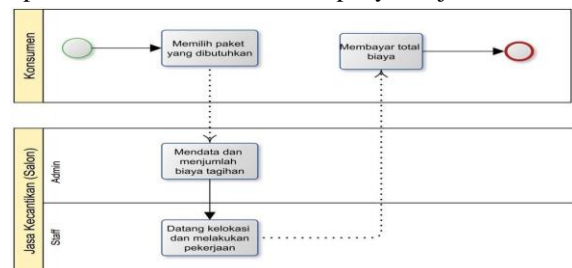 Konsumen
Memilih paket
yang dibutuhkan
Membayar total
biaya
Jasa Kecantikan (Salon)
Admin
Mendata dan
menjumlah
biaya tagihan
Staff
Datang kelokasi
dan melakukan
pekerjaan